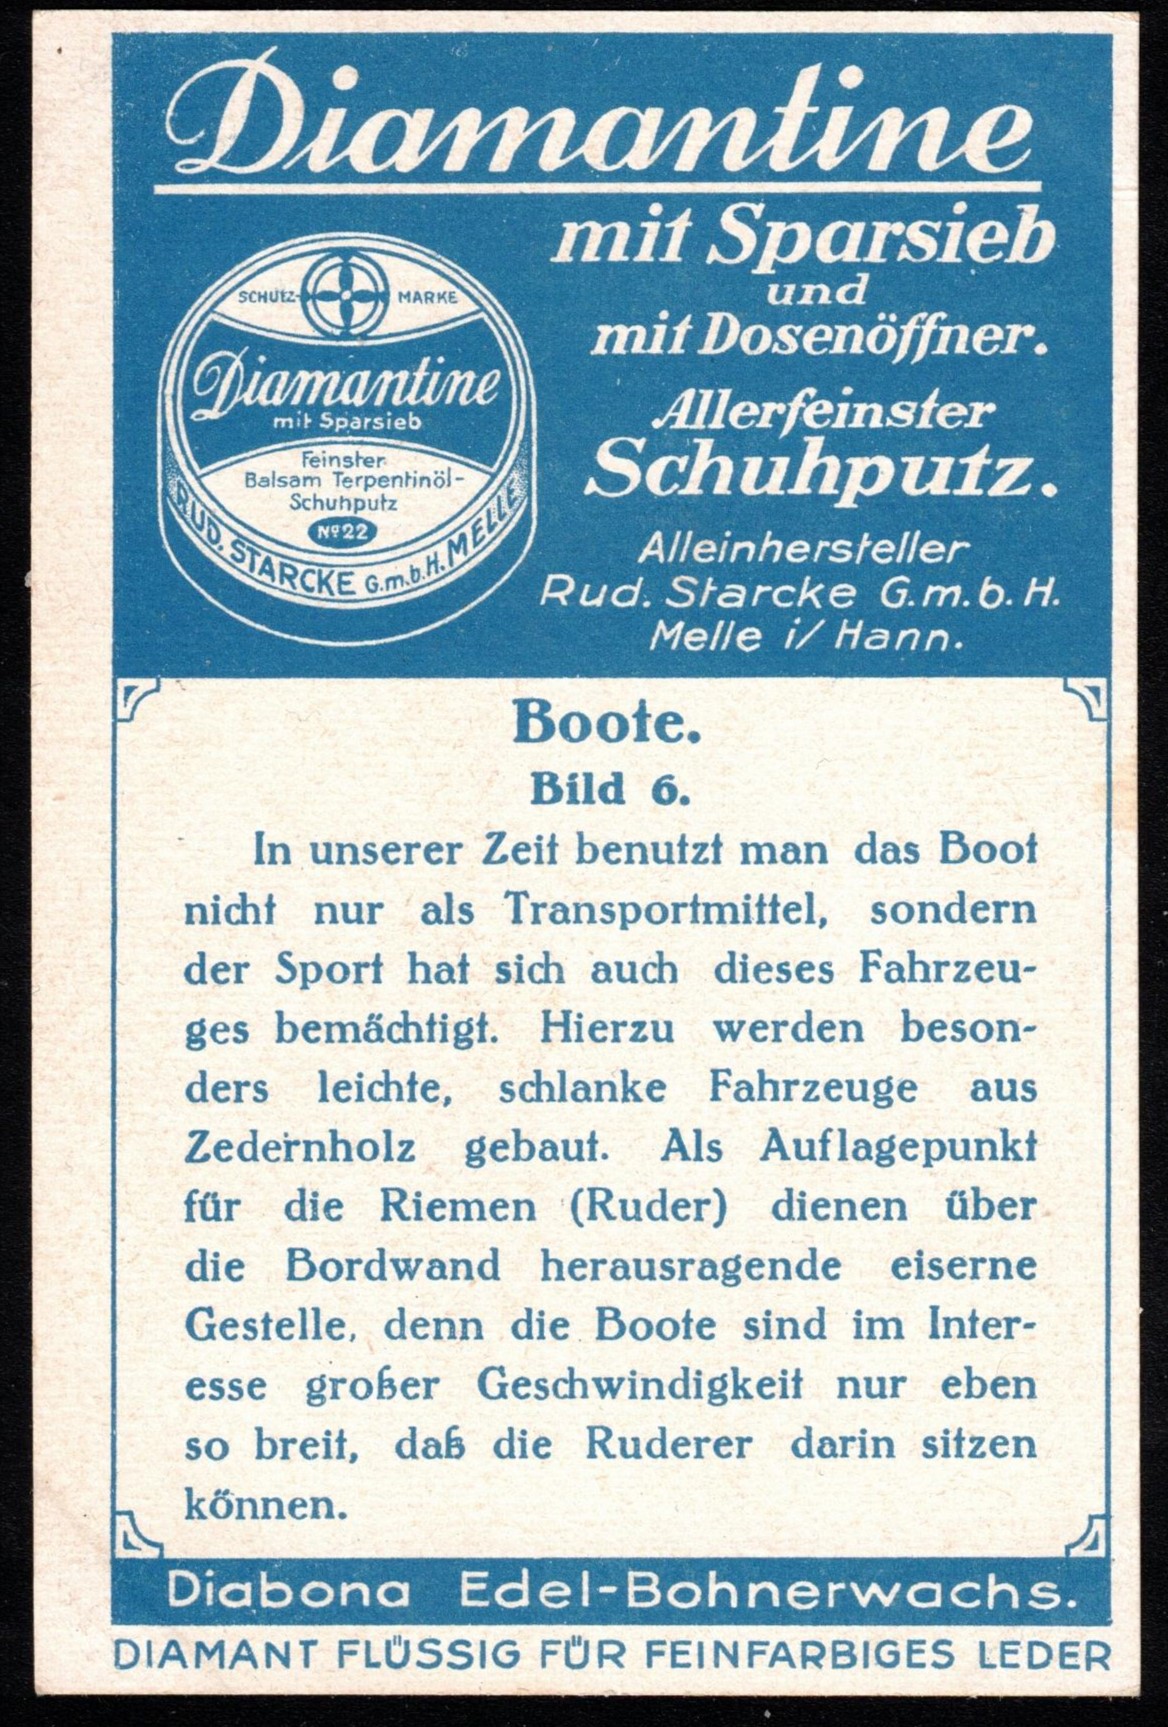 Diamantine
mit Sparsieb
und
mit Dosenöffner.
Allerfeinster
Schuhputz.
Alleinhersteller
Rud. Starcke G.m.b.H.
Melle i/ Hann.
SCHUTZ- MARKE
Diamantine
mit Sparsieb
Feinster
Balsam Terpentinöl-
Schuhputz
No 22
RUD. STARCKE G.m.b.H. MELLE
Boote.
Bild 6.
In unserer Zeit benutzt man das Boot
nicht nur als Transportmittel, sondern
der Sport hat sich auch dieses Fahrzeu-
ges bemächtigt. Hierzu werden beson-
ders leichte, schlanke Fahrzeuge aus
Zedernholz gebaut. Als Auflagepunkt
für die Riemen (Ruder) dienen über
die Bordwand herausragende eiserne
Gestelle, denn die Boote sind im Inter-
esse großer Geschwindigkeit nur eben
so breit, daß die Ruderer darin sitzen
können.
Diabona Edel-Bohnerwachs.
DIAMANT FLÜSSIG FÜR FEINFARBIGES LEDER